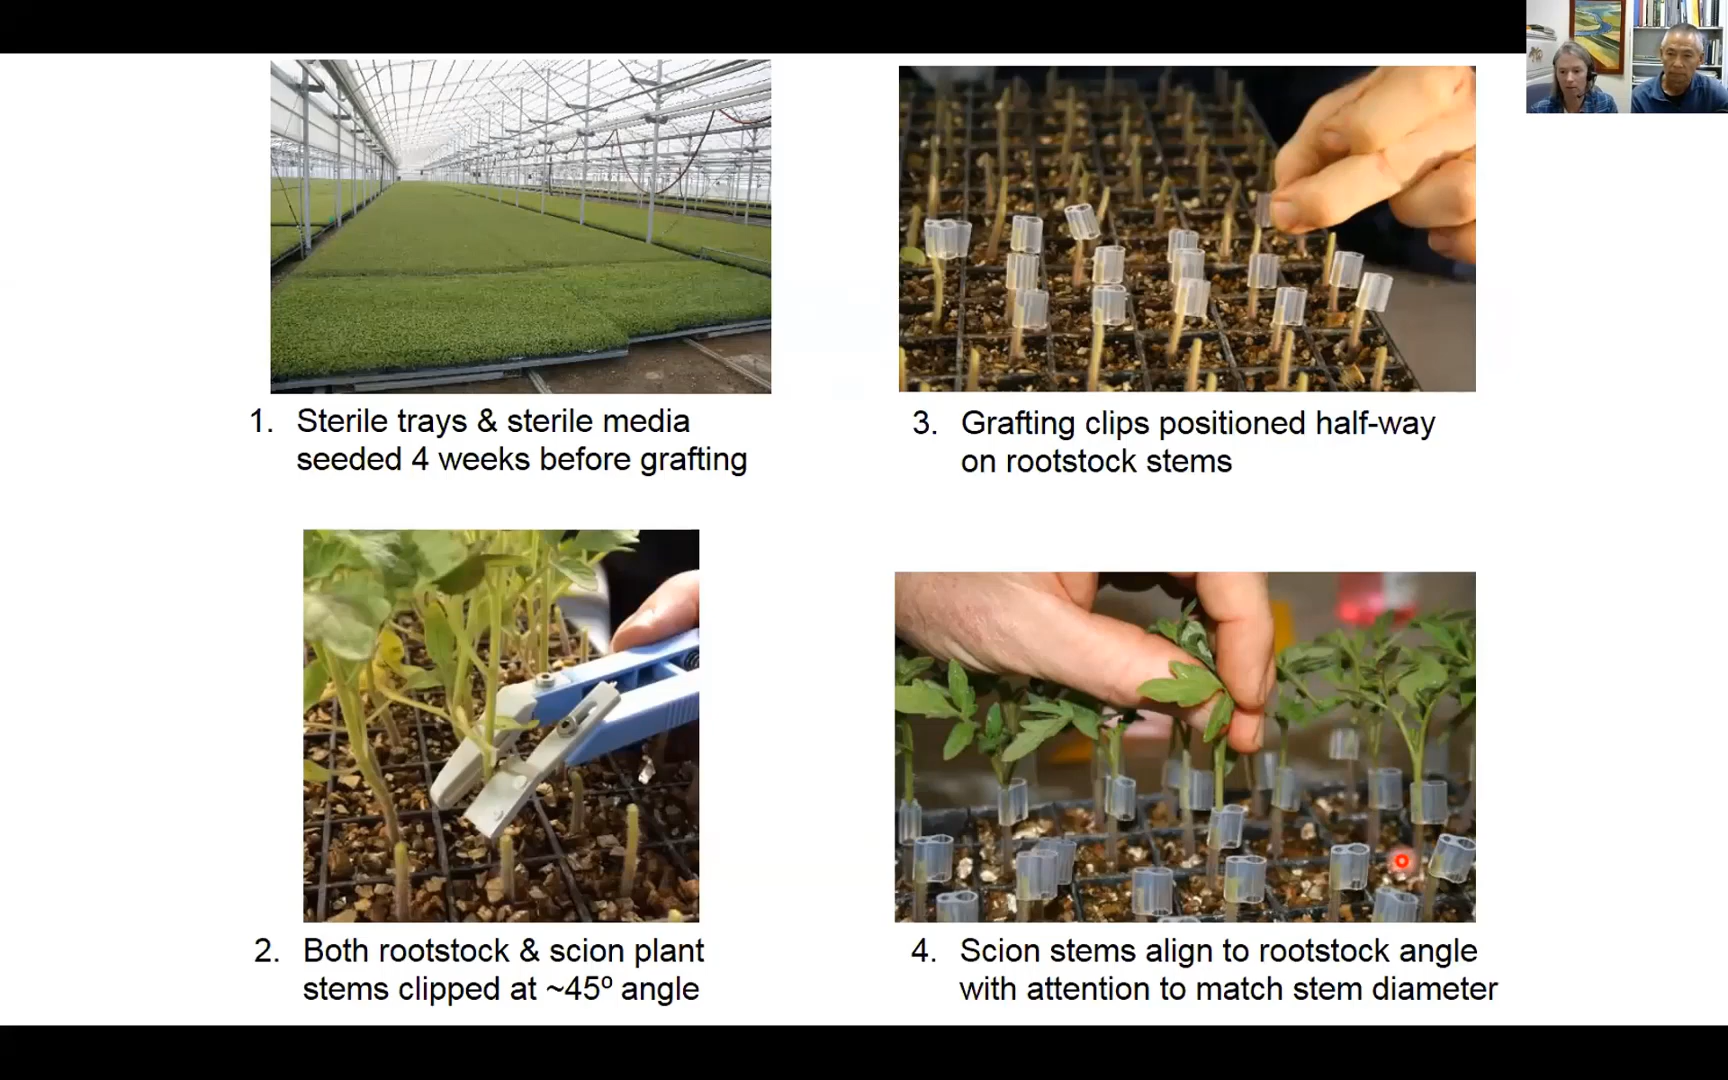 1. Sterile trays & sterile media
seeded 4 weeks before grafting
2. Both rootstock & scion plant
stems clipped at ~45º angle
3. Grafting clips positioned half-way
on rootstock stems
4. Scion stems align to rootstock angle
with attention to match stem diameter